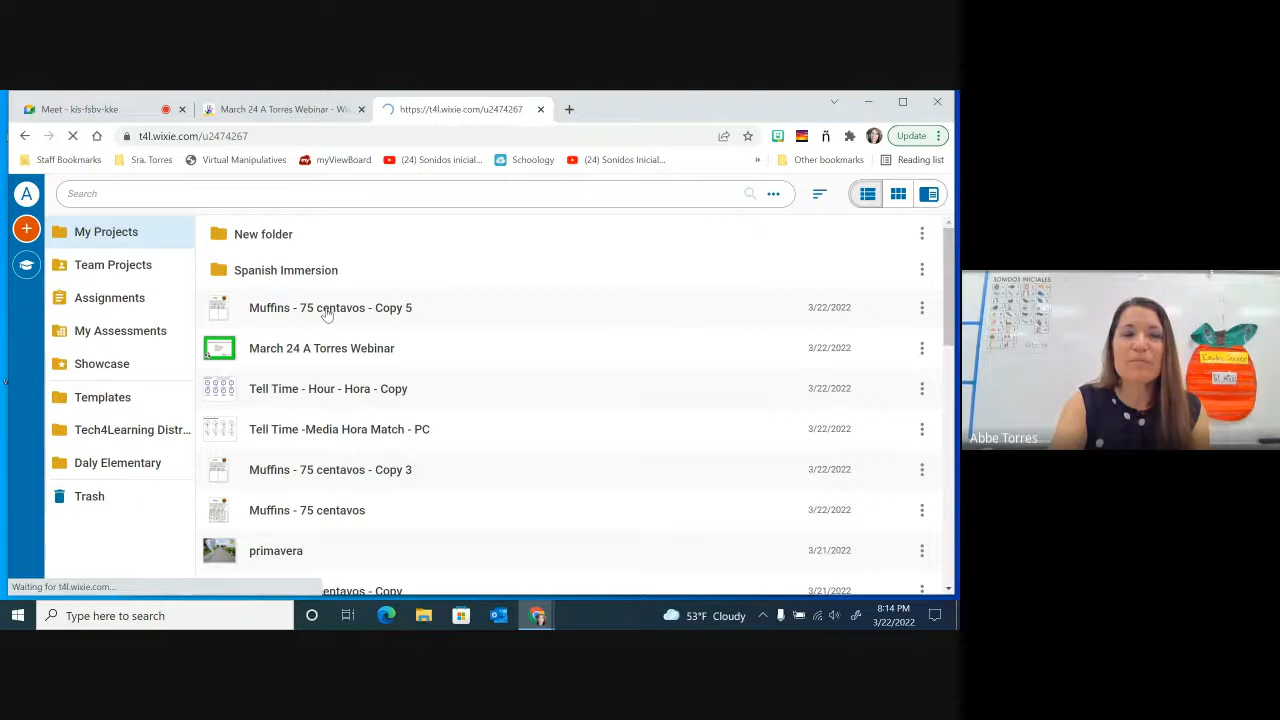 Meet - kis-fsbv-kke
March 24 A Torres Webinar - Wi...
https://t4l.wixie.com/u2474267
t4l.wixie.com/u2474267
Update
Staff Bookmarks
Sra. Torres
Virtual Manipulatives
myViewBoard
(24) Sonidos inicial...
Schoology
(24) Sonidos Inicial...
»
Other bookmarks
Reading list
A
Search
My Projects
Team Projects
Assignments
My Assessments
Showcase
Templates
Tech4Learning Distr...
Daly Elementary
Trash
New folder
Spanish Immersion
Muffins - 75 centavos - Copy 5 3/22/2022
March 24 A Torres Webinar 3/22/2022
Tell Time - Hour - Hora - Copy 3/22/2022
Tell Time -Media Hora Match - PC 3/22/2022
Muffins - 75 centavos - Copy 3 3/22/2022
Muffins - 75 centavos 3/22/2022
primavera 3/21/2022
entavos - Copy 3/21/2022
Waiting for t4l.wixie.com...
Type here to search
53°F Cloudy
8:14 PM
3/22/2022
SONIDOS INICIALES
Abbe Torres